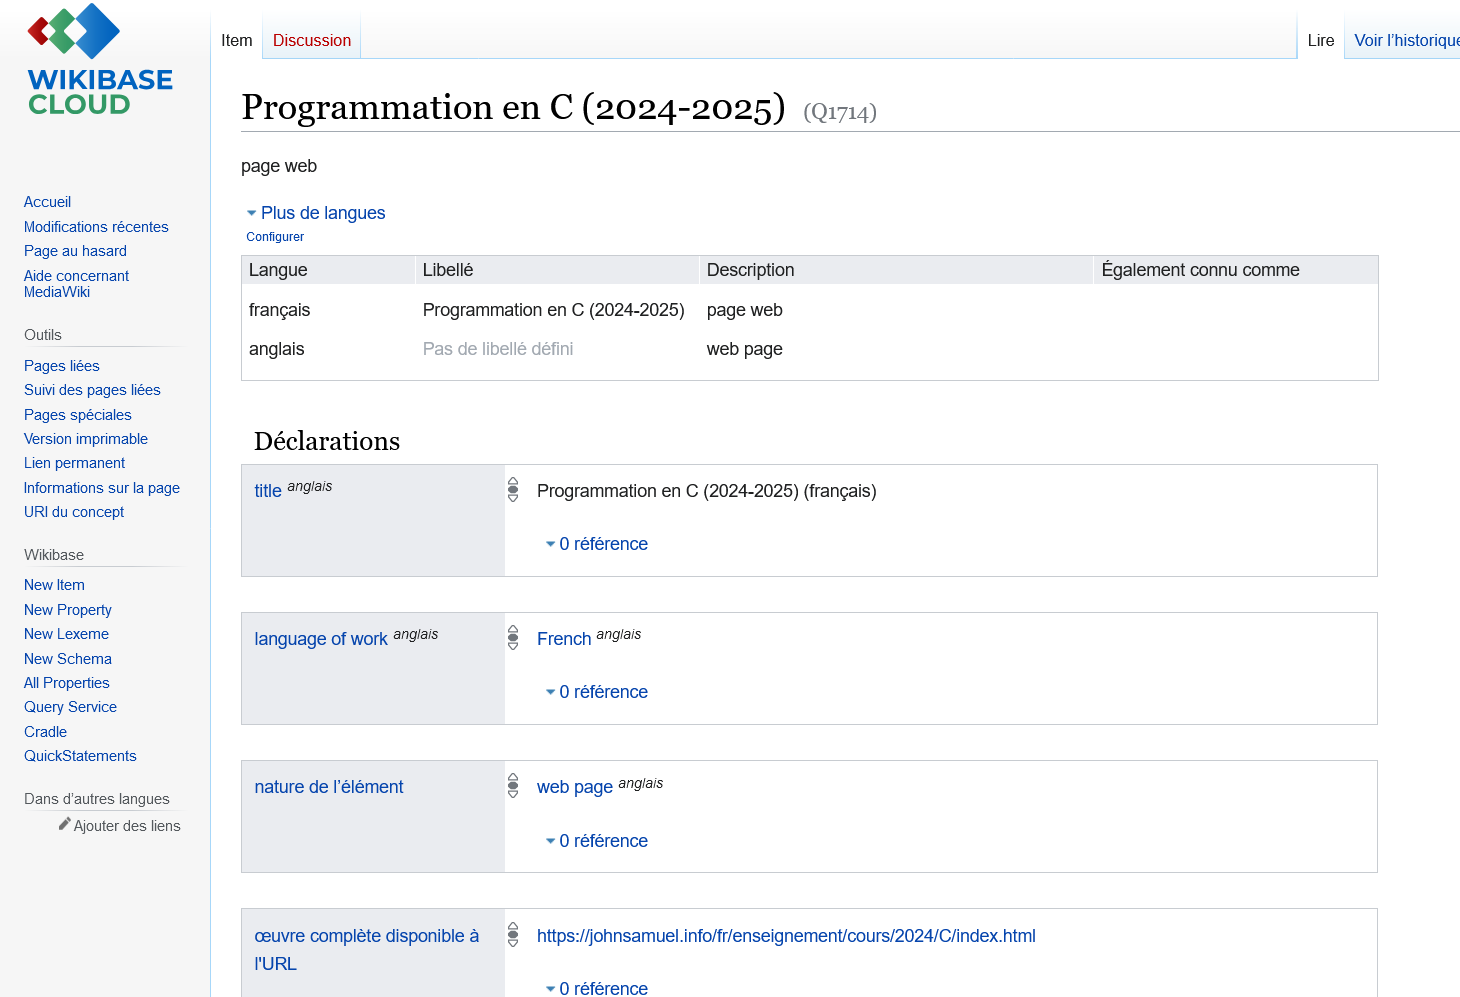 WIKIBASE
CLOUD
Item
Discussion
Lire
Voir l'historique
Programmation en C (2024-2025) (Q1714)
page web
Plus de langues
Configurer
Langue Libellé Description Également connu comme
français Programmation en C (2024-2025) page web
anglais Pas de libellé défini web page
Accueil
Modifications récentes
Page au hasard
Aide concernant
MediaWiki
Outils
Pages liées
Suivi des pages liées
Pages spéciales
Version imprimable
Lien permanent
Informations sur la page
URI du concept
Wikibase
New Item
New Property
New Lexeme
New Schema
All Properties
Query Service
Cradle
QuickStatements
Dans d'autres langues
Ajouter des liens
Déclarations
title anglais
Programmation en C (2024-2025) (français)
0 référence
language of work anglais
French anglais
0 référence
nature de l'élément
web page anglais
0 référence
œuvre complète disponible à
l'URL
https://johnsamuel.info/fr/enseignement/cours/2024/C/index.html
0 référence